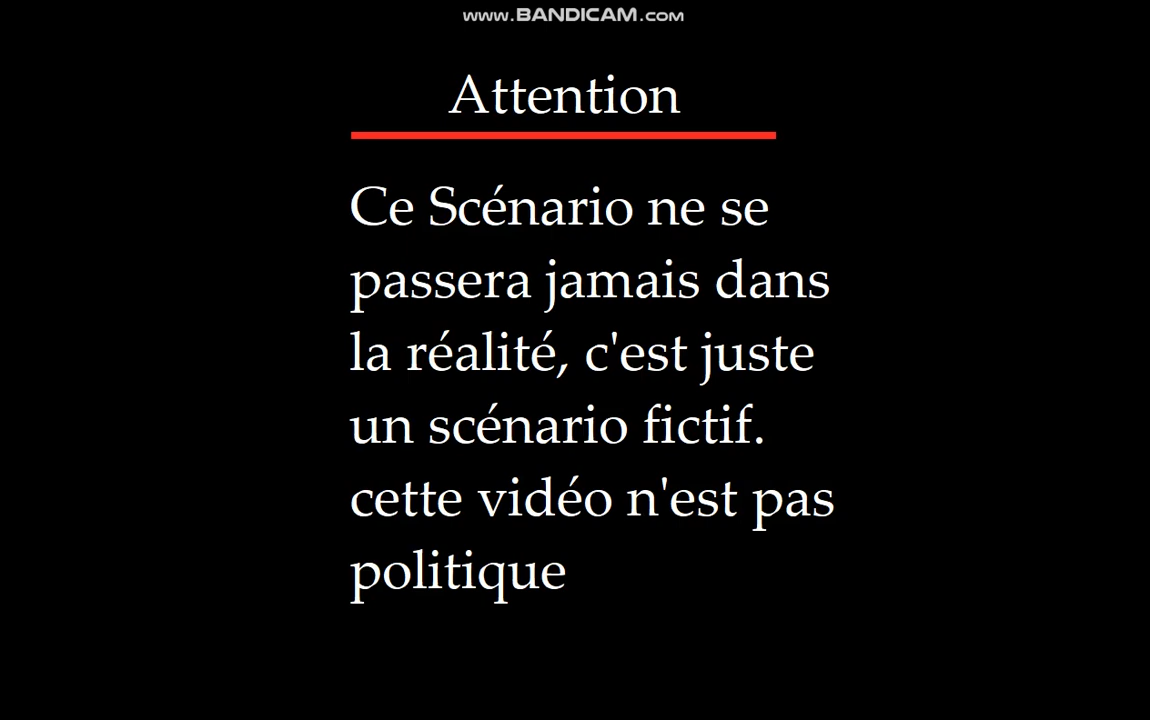 www.BANDICAM.com
Attention
Ce Scénario ne se
passera jamais dans
la réalité, c'est juste
un scénario fictif.
cette vidéo n'est pas
politique